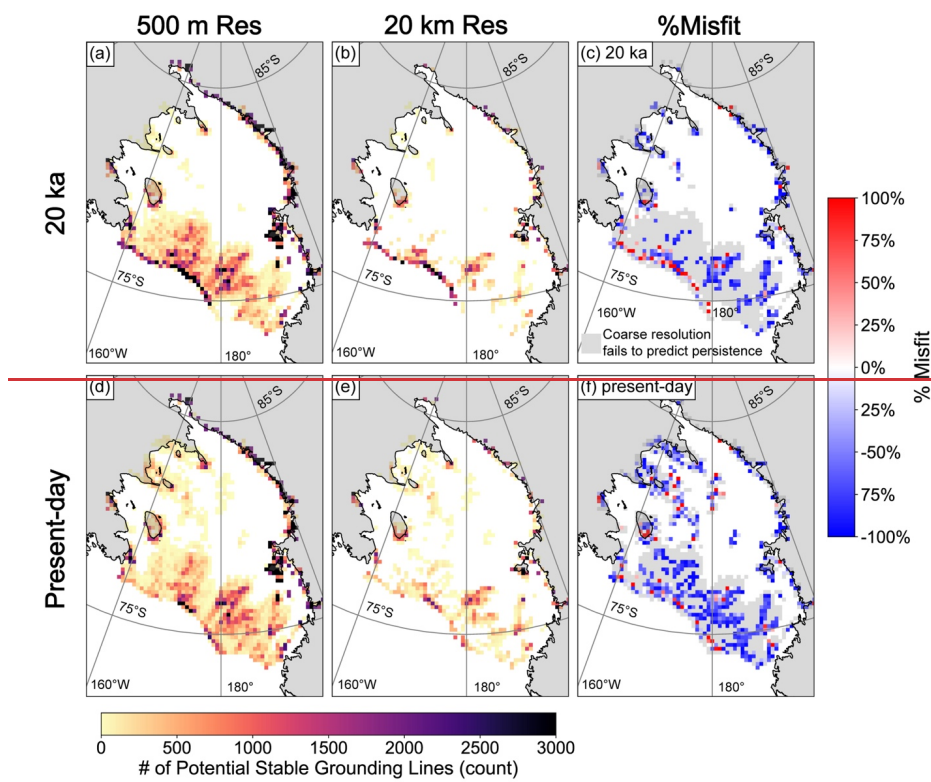 500 m Res
20 km Res
%Misfit
20 ka
(a)
85°S
75°S
160°W
180°
(b)
85°S
75°S
160°W
180°
(c) 20 ka
85°S
75°S
180°
Coarse resolution
fails to predict persistence
Present-day
(d)
85°S
75°S
160°W
180°
(e)
85°S
75°S
160°W
180°
(f) present-day
85°S
75°S
160°W
180°
100%
75%
50%
25%
0%
25%
-50%
75%
-100%
% Misfit
0
500
1000
1500
2000
2500
3000
# of Potential Stable Grounding Lines (count)